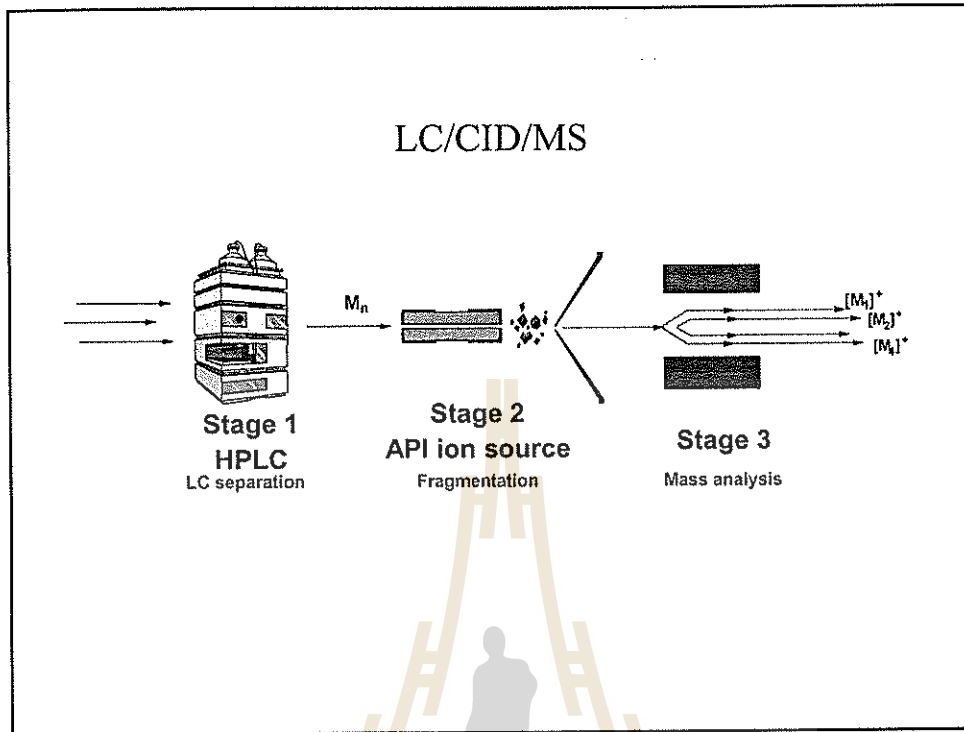 LC/CID/MS
Mₙ
[M₁]⁺
[M₂]⁺
[M₄]⁺
Stage 1
HPLC
LC separation
Stage 2
API ion source
Fragmentation
Stage 3
Mass analysis